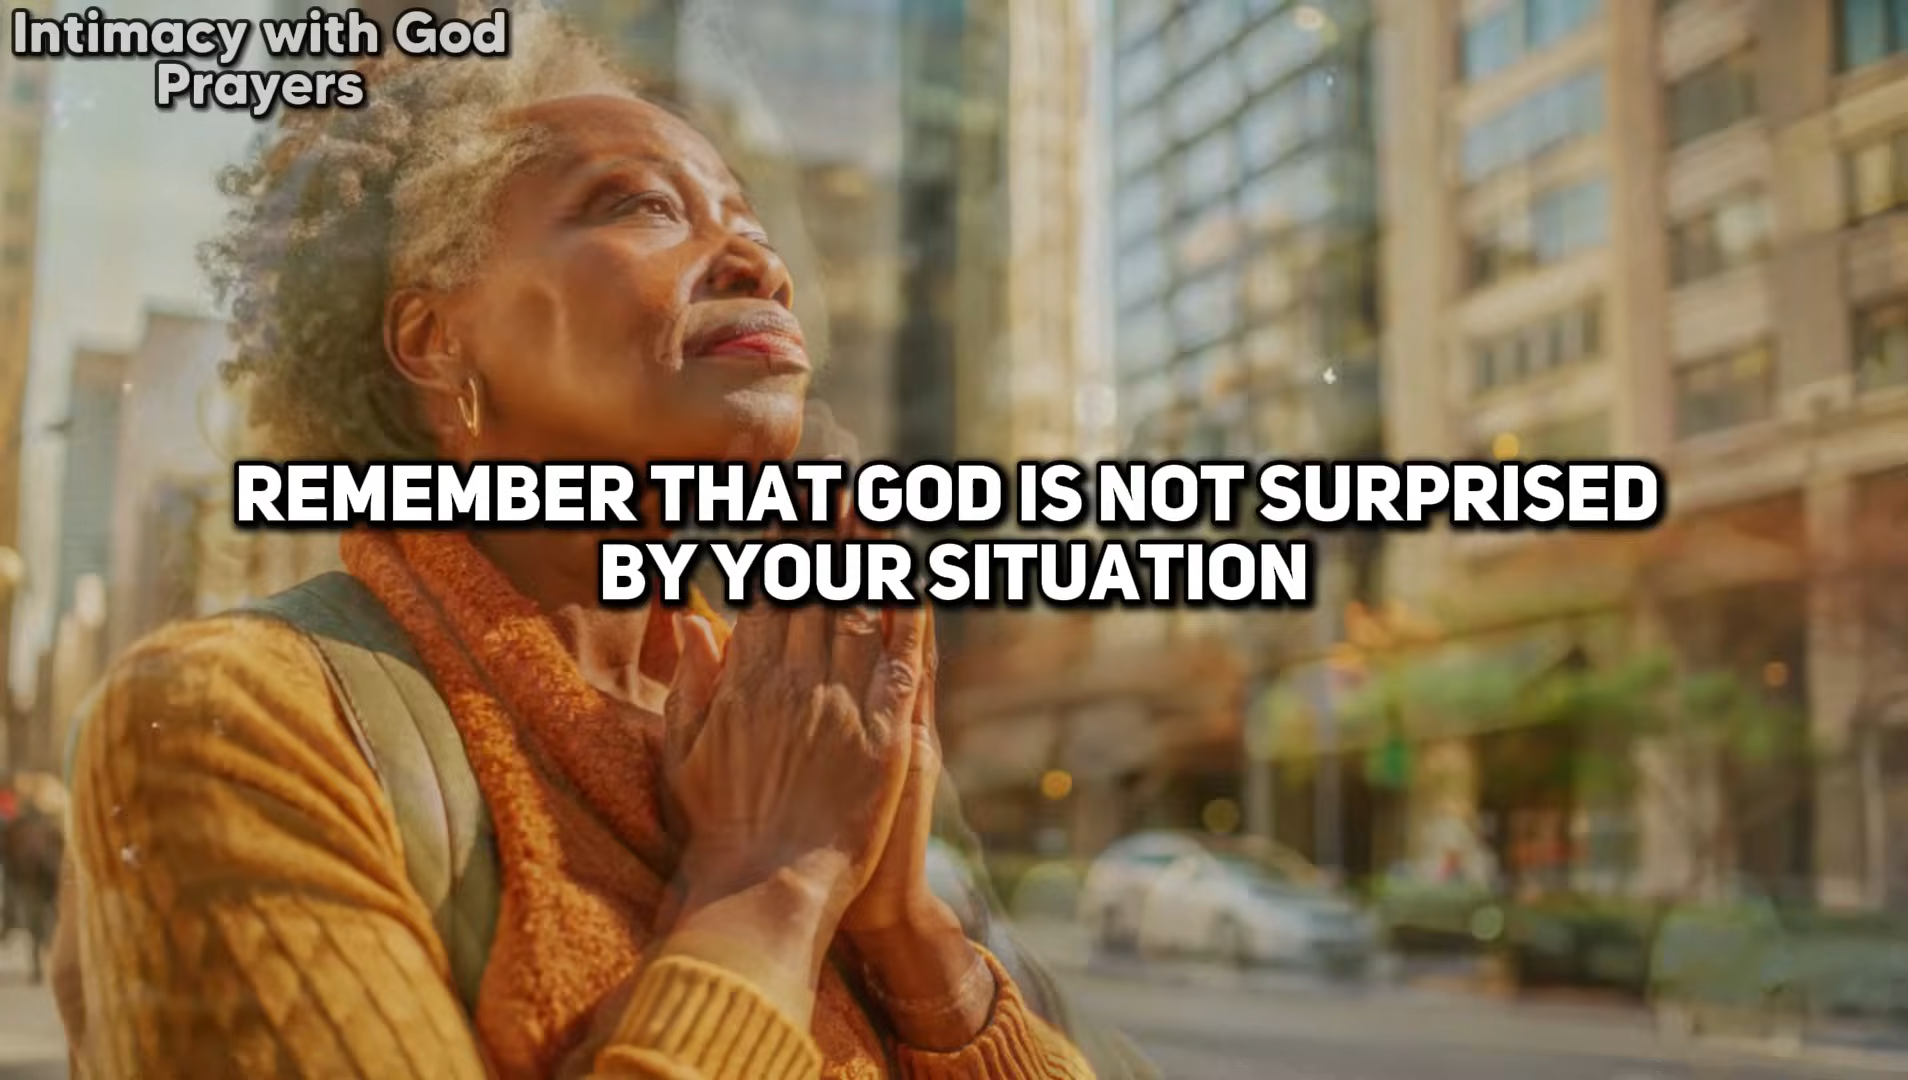 Intimacy with God
Prayers
REMEMBER THAT GOD IS NOT SURPRISED
BY YOUR SITUATION